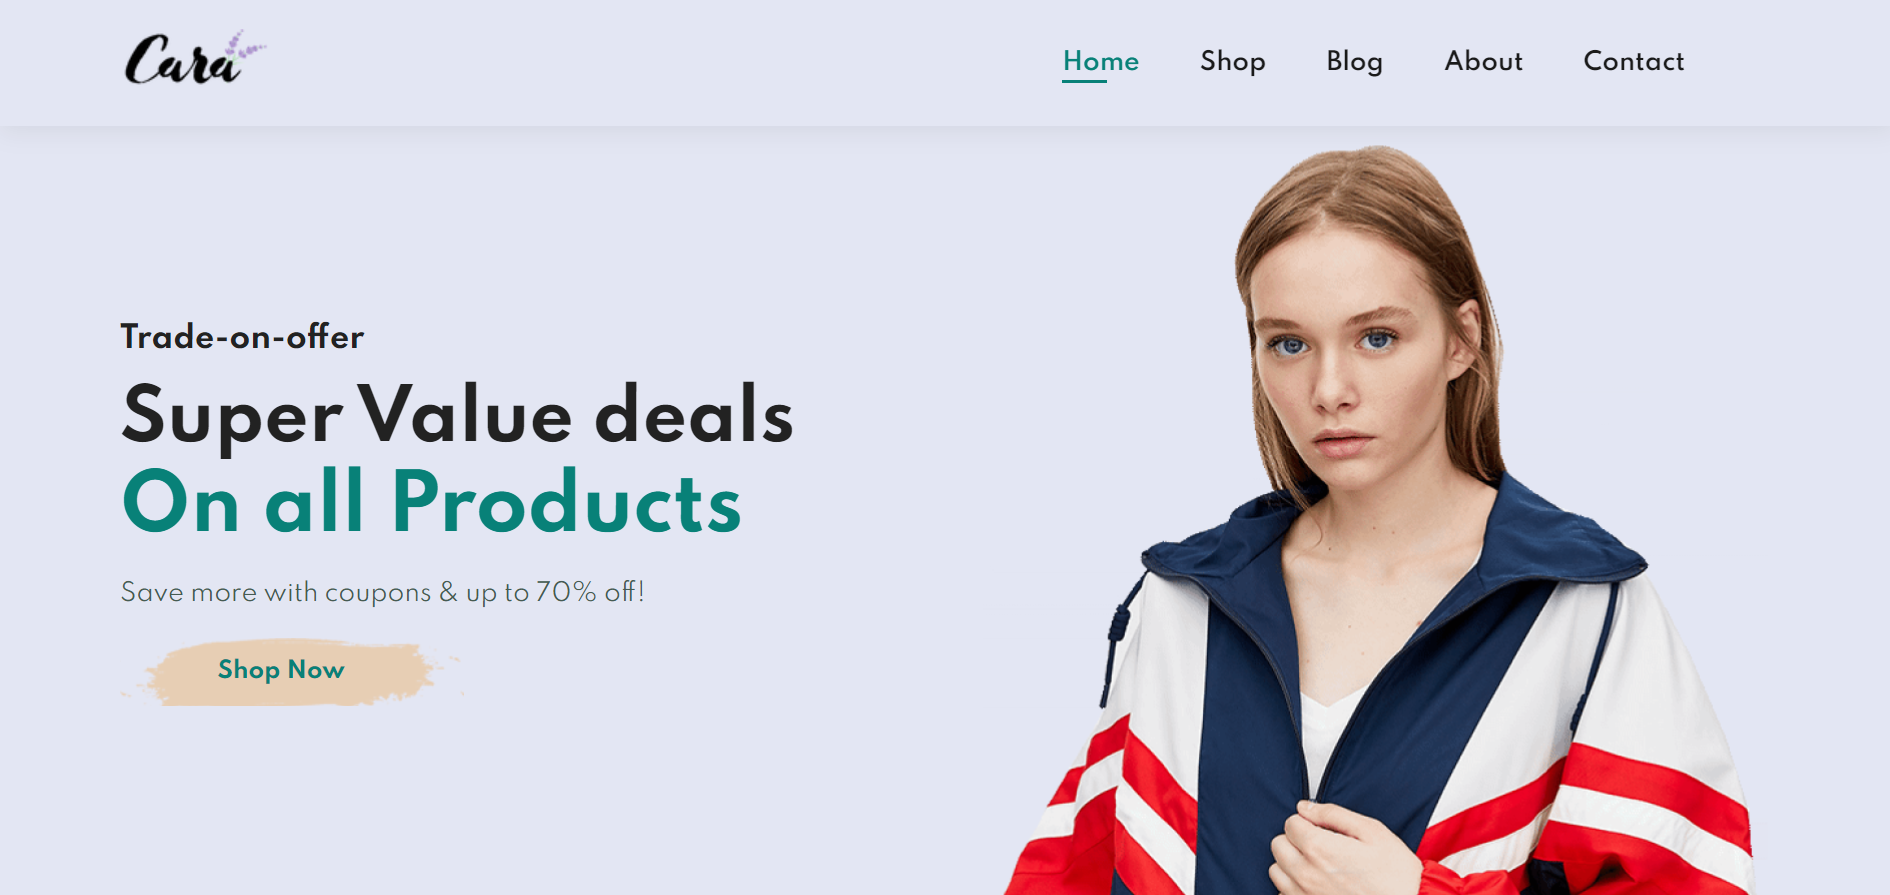 Cara
Home Shop Blog About Contact
Trade-on-offer
Super Value deals
On all Products
Save more with coupons & up to 70% off!
Shop Now